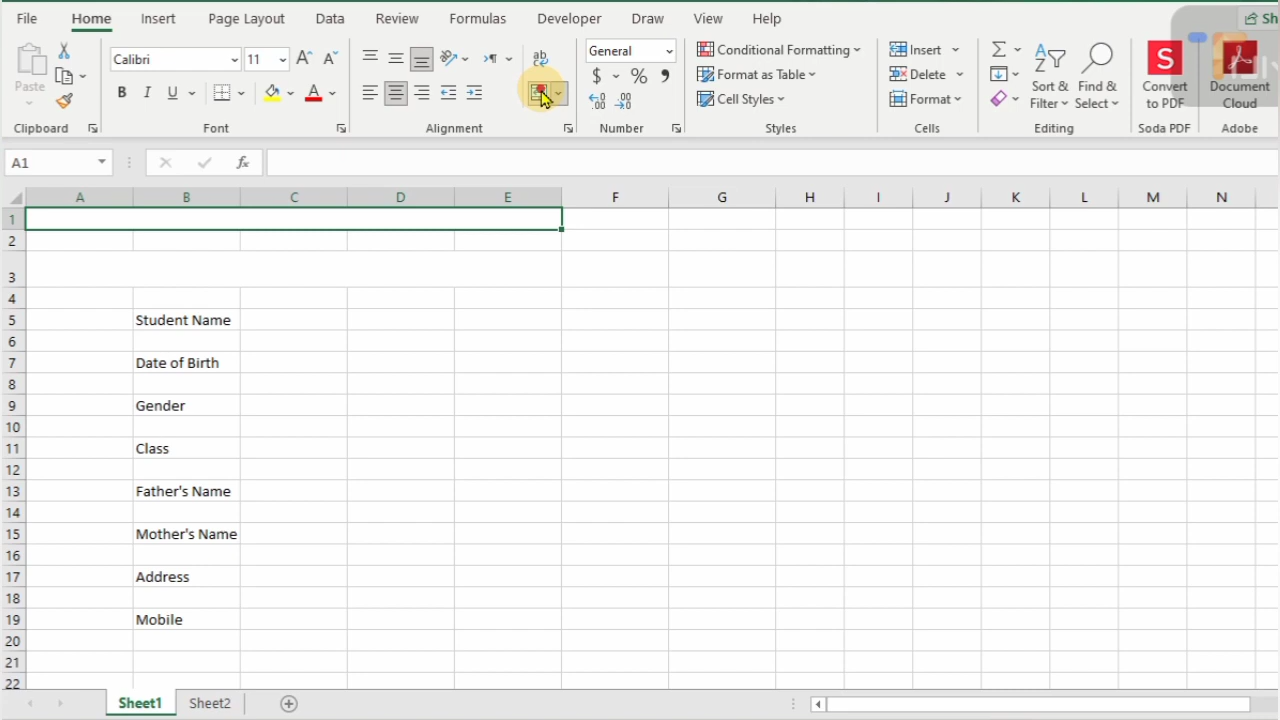 File Home Insert Page Layout Data Review Formulas Developer Draw View Help Sh
Calibri 11 ab General Conditional Formatting Insert
Paste Format as Table Delete Sort & Find & Convert Document
B I U A $ % Cell Styles Format Filter Select to PDF Cloud
Clipboard Font Alignment Number Styles Cells Editing Soda PDF Adobe
A1 fx
A B C D E F G H I J K L M N
1
2
3
4
5 Student Name
6
7 Date of Birth
8
9 Gender
10
11 Class
12
13 Father's Name
14
15 Mother's Name
16
17 Address
18
19 Mobile
20
21
22
Sheet1 Sheet2